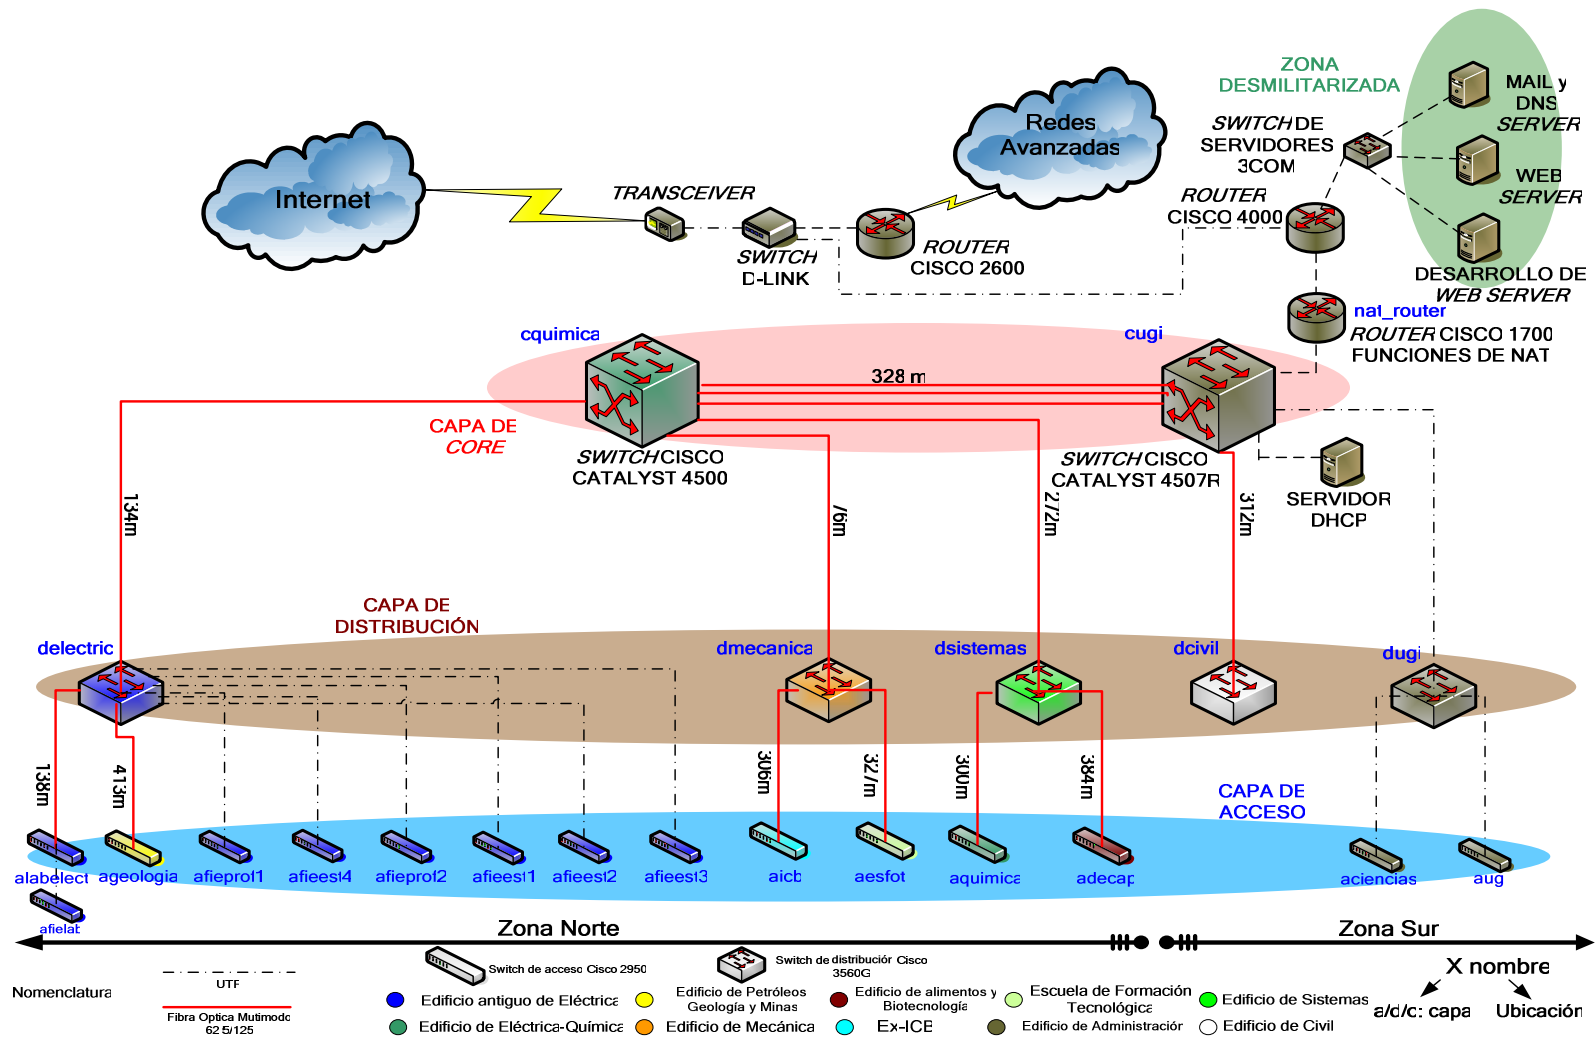 ZONA
DESMILITARIZADA
MAIL y
DNS
SERVER
Redes
Avanzadas
SWITCH DE
SERVIDORES
3COM
WEB
SERVER
Internet
TRANSCEIVER
ROUTER
CISCO 4000
SWITCH
D-LINK
ROUTER
CISCO 2600
DESARROLLO DE
WEB SERVER
nat_router
ROUTER CISCO 1700
FUNCIONES DE NAT
cquimica
cugi
328 m
CAPA DE
CORE
SWITCH CISCO
CATALYST 4500
SWITCH CISCO
CATALYST 4507R
SERVIDOR
DHCP
134m
76m
272m
312m
CAPA DE
DISTRIBUCIÓN
delectric
dmecanica
dsistemas
dcivil
dugi
138m
413m
306m
327m
300m
384m
CAPA DE
ACCESO
alabelect
ageologia
afieprof1
afieest4
afieprof2
afieest1
afieest2
afieest3
aicb
aesfot
aquimica
adecap
aciencias
aug
afielab
Zona Norte
Zona Sur
Nomenclatura
UTF
Fibra Optica Mutimodo
62.5/125
Switch de acceso Cisco 2950
Switch de distribución Cisco
3560G
X nombre
a/d/c: capa
Ubicación
Edificio antiguo de Eléctrica
Edificio de Petróleos
Geología y Minas
Edificio de alimentos y
Biotecnología
Escuela de Formación
Tecnológica
Edificio de Sistemas
Edificio de Eléctrica-Química
Edificio de Mecánica
Ex-ICB
Edificio de Administración
Edificio de Civil